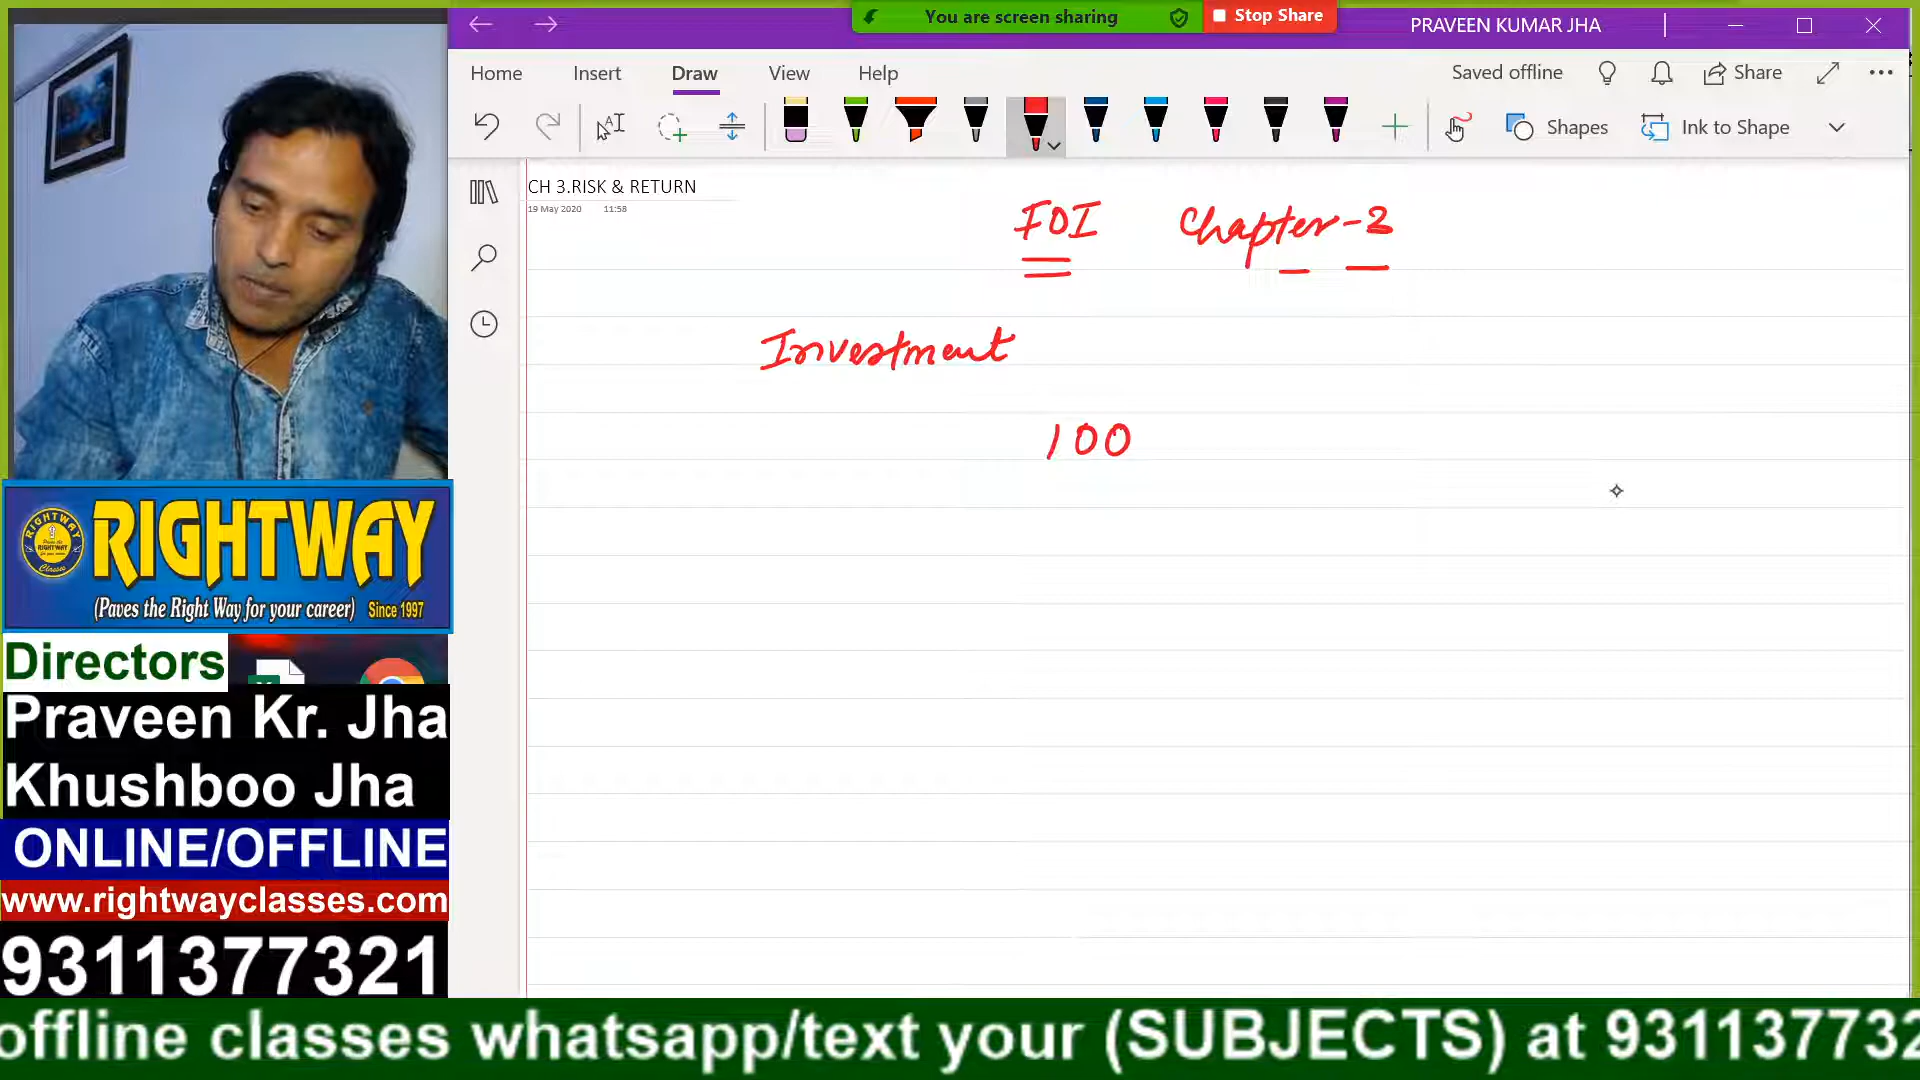 You are screen sharing
Stop Share
PRAVEEN KUMAR JHA
Home Insert Draw View Help
Saved offline
Share
Shapes
Ink to Shape
CH 3.RISK & RETURN
19 May 2020 11:58
FOI Chapter-3
Investment
100
RIGHTWAY
(Paves the Right Way for your career) Since 1997
RIGHTWAY
Classes
Directors
Praveen Kr. Jha
Khushboo Jha
ONLINE/OFFLINE
www.rightwayclasses.com
9311377321
offline classes whatsapp/text your (SUBJECTS) at 931137732